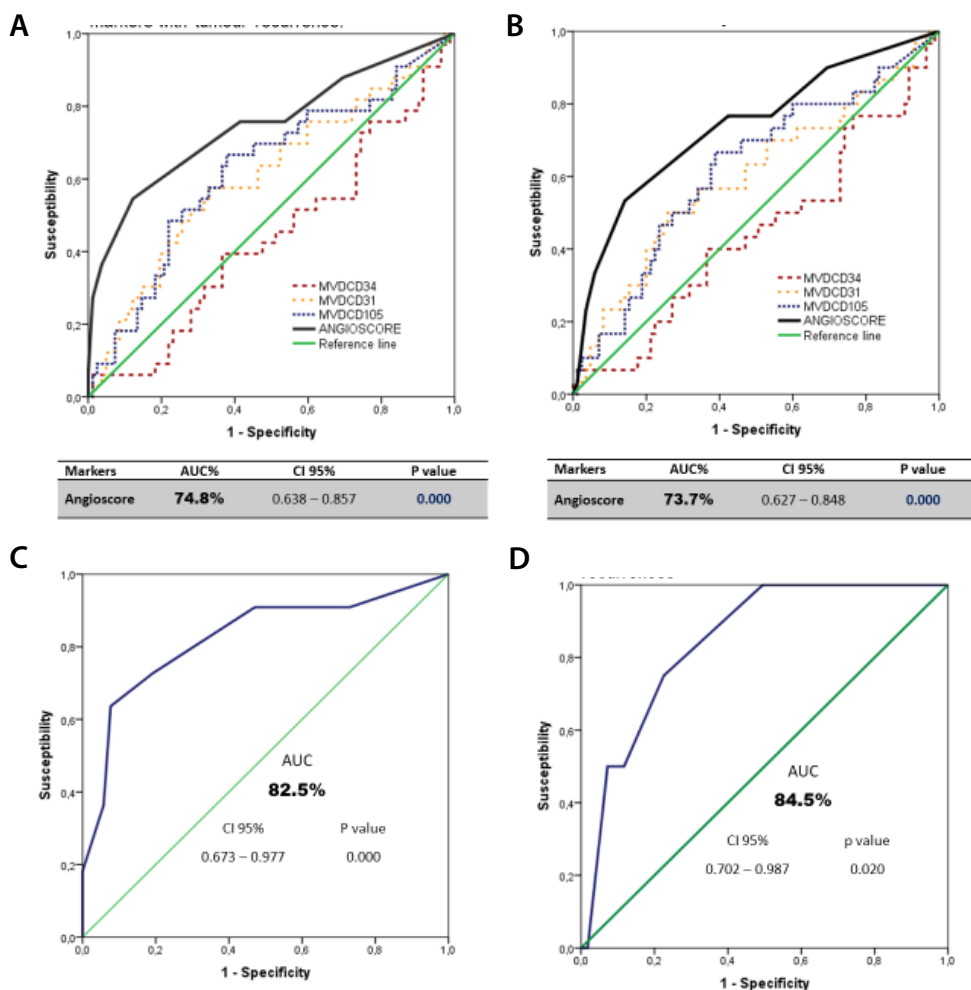 A
markers with tumour recurrence.
1,0
0,8
0,6
0,4
0,2
0,0
Susceptibility
MVDCD34
MVDCD31
MVDCD105
ANGIOSCORE
Reference line
0,0 0,2 0,4 0,6 0,8 1,0
1 - Specificity
Markers AUC% CI 95% P value
Angioscore 74.8% 0.638 – 0.857 0.000
B
1,0
0,8
0,6
0,4
0,2
0,0
Susceptibility
MVDCD34
MVDCD31
MVDCD105
ANGIOSCORE
Reference line
0,0 0,2 0,4 0,6 0,8 1,0
1 - Specificity
Markers AUC% CI 95% P value
Angioscore 73.7% 0.627 – 0.848 0.000
C
1,0
0,8
0,6
0,4
0,2
0,0
Susceptibility
AUC
82.5%
CI 95% P value
0.673 – 0.977 0.000
0,0 0,2 0,4 0,6 0,8 1,0
1 - Specificity
D
recurrences
1,0
0,8
0,6
0,4
0,2
0,0
Susceptibility
AUC
84.5%
CI 95% p value
0.702 – 0.987 0.020
0,0 0,2 0,4 0,6 0,8 1,0
1 - Specificity